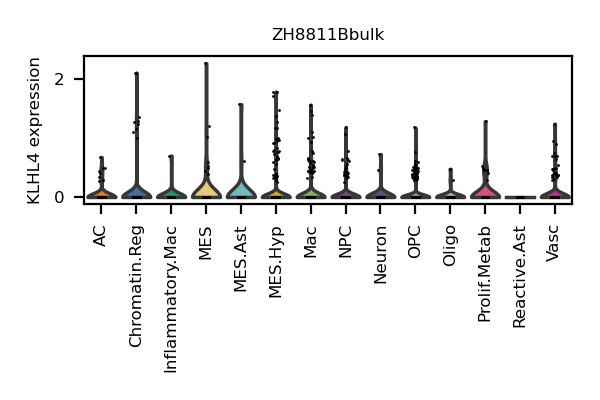 ZH8811Bbulk
KLHL4 expression
2
0
AC
Chromatin.Reg
Inflammatory.Mac
MES
MES.Ast
MES.Hyp
Mac
NPC
Neuron
OPC
Oligo
Prolif.Metab
Reactive.Ast
Vasc